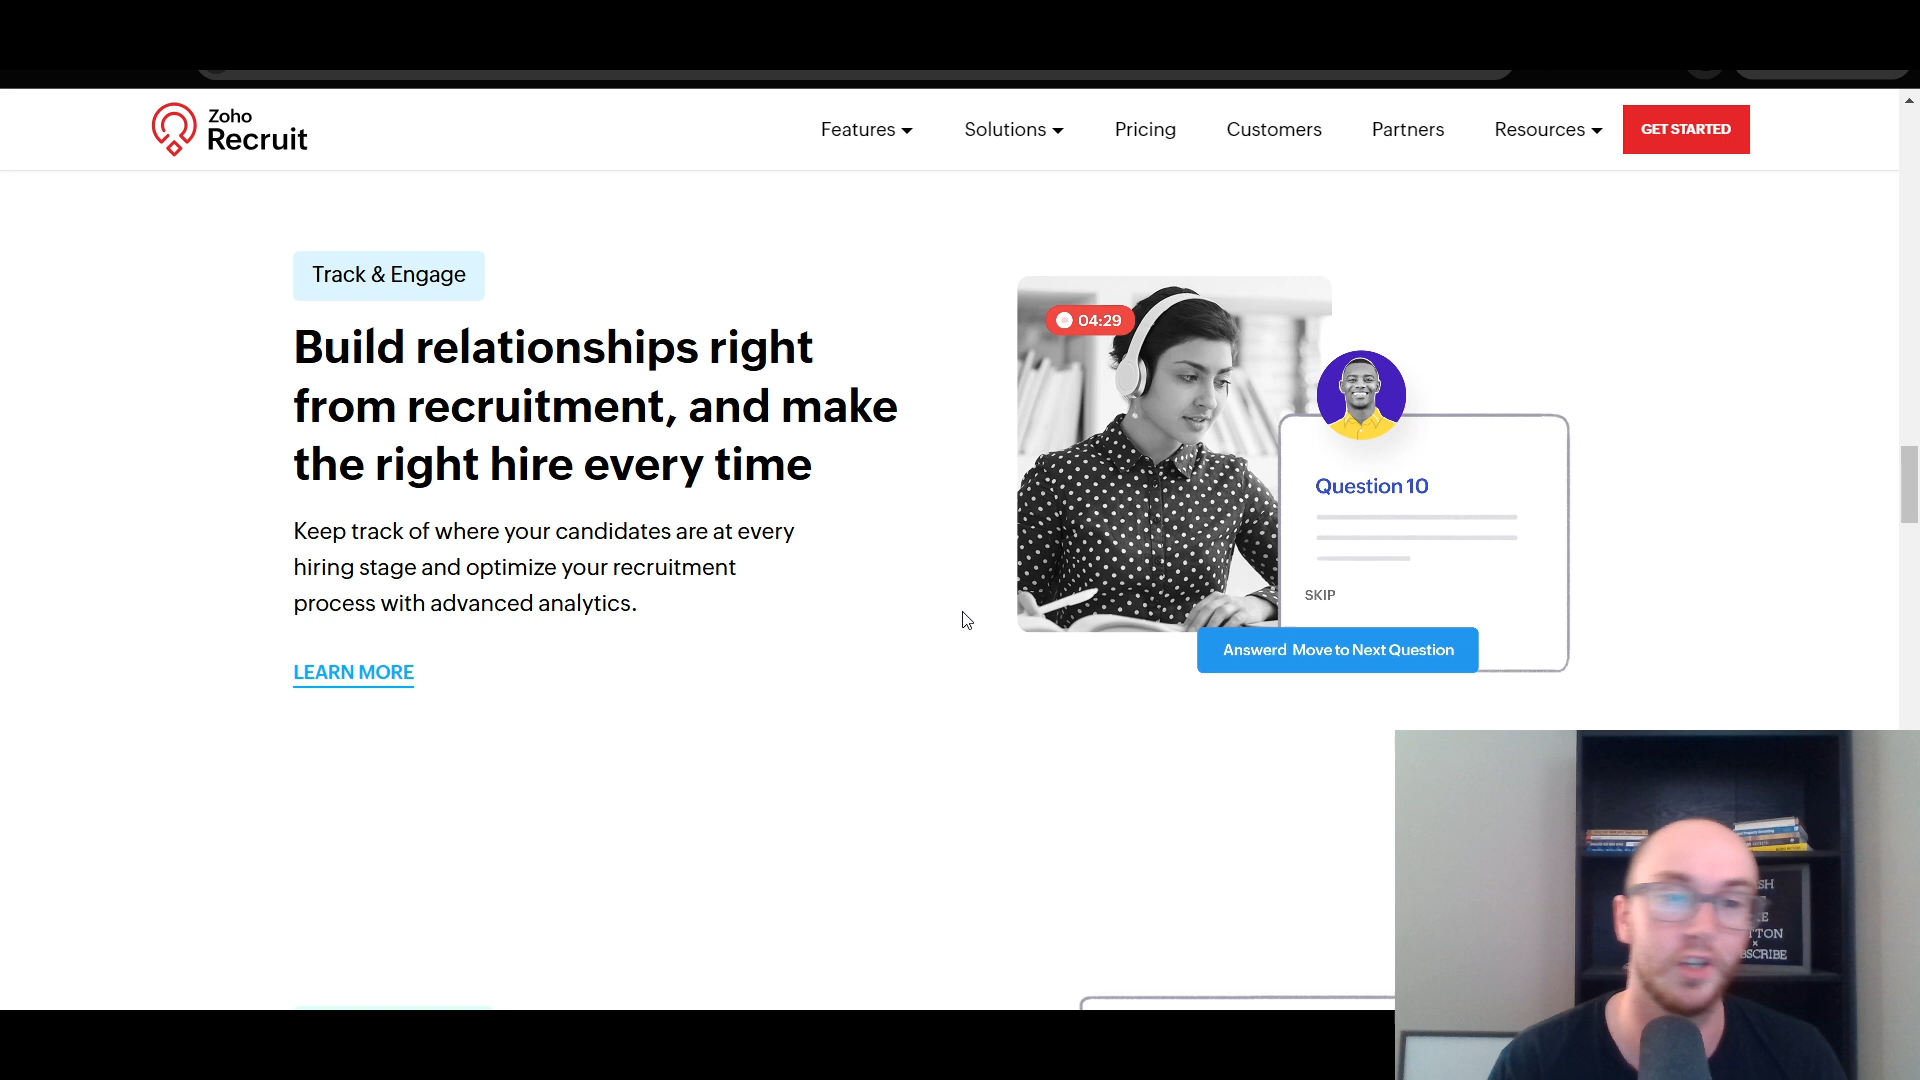 Zoho
Recruit
Features
Solutions
Pricing
Customers
Partners
Resources
GET STARTED
Track & Engage
Build relationships right
from recruitment, and make
the right hire every time
Keep track of where your candidates are at every
hiring stage and optimize your recruitment
process with advanced analytics.
LEARN MORE
04:29
Question 10
SKIP
Answerd Move to Next Question